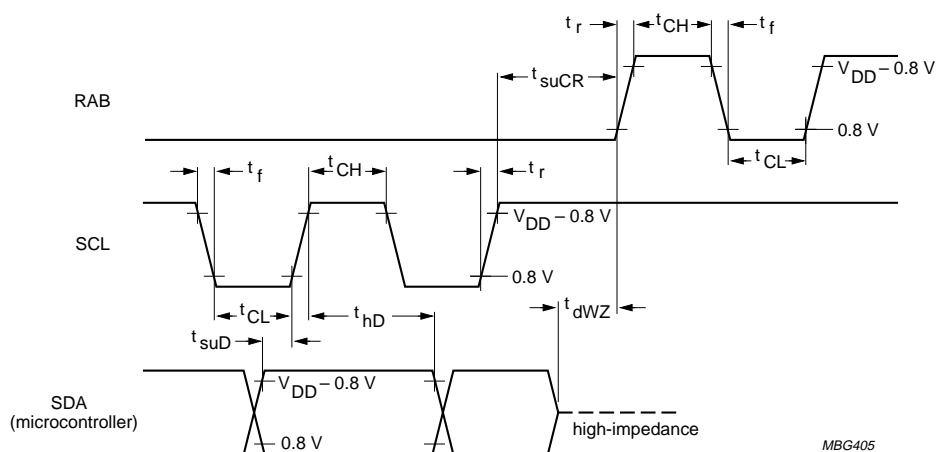 t r
t CH
t f
t suCR
V DD – 0.8 V
RAB
0.8 V
t CL
t f
t CH
t r
V DD – 0.8 V
SCL
0.8 V
t CL
t hD
t dWZ
t suD
V DD – 0.8 V
SDA
(microcontroller)
high-impedance
0.8 V
MBG405